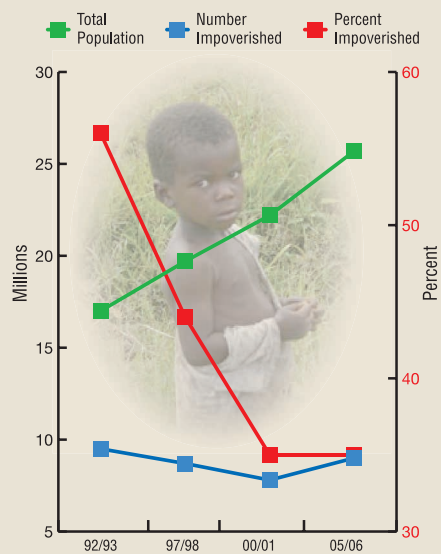 Total
Population
Number
Impoverished
Percent
Impoverished
30
25
20
15
10
5
Millions
60
50
40
30
Percent
92/93
97/98
00/01
05/06